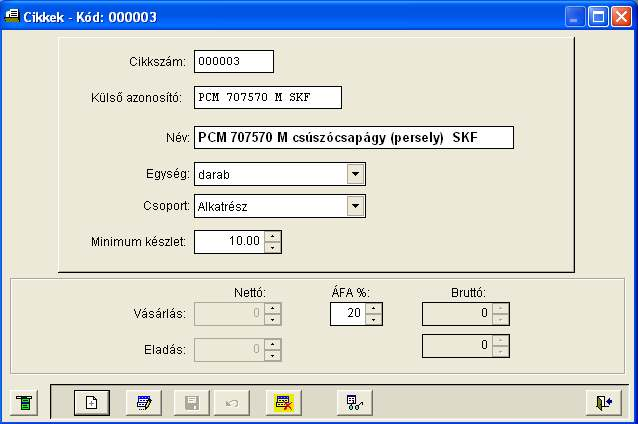 Cikkek - Kód: 000003
Cikkszám: 000003
Külső azonosító: PCM 707570 M SKF
Név: PCM 707570 M csúszócsapágy (persely) SKF
Egység: darab
Csoport: Alkatrész
Minimum készlet: 10.00
Nettó: ÁFA %: Bruttó:
Vásárlás: 0 20 0
Eladás: 0 0